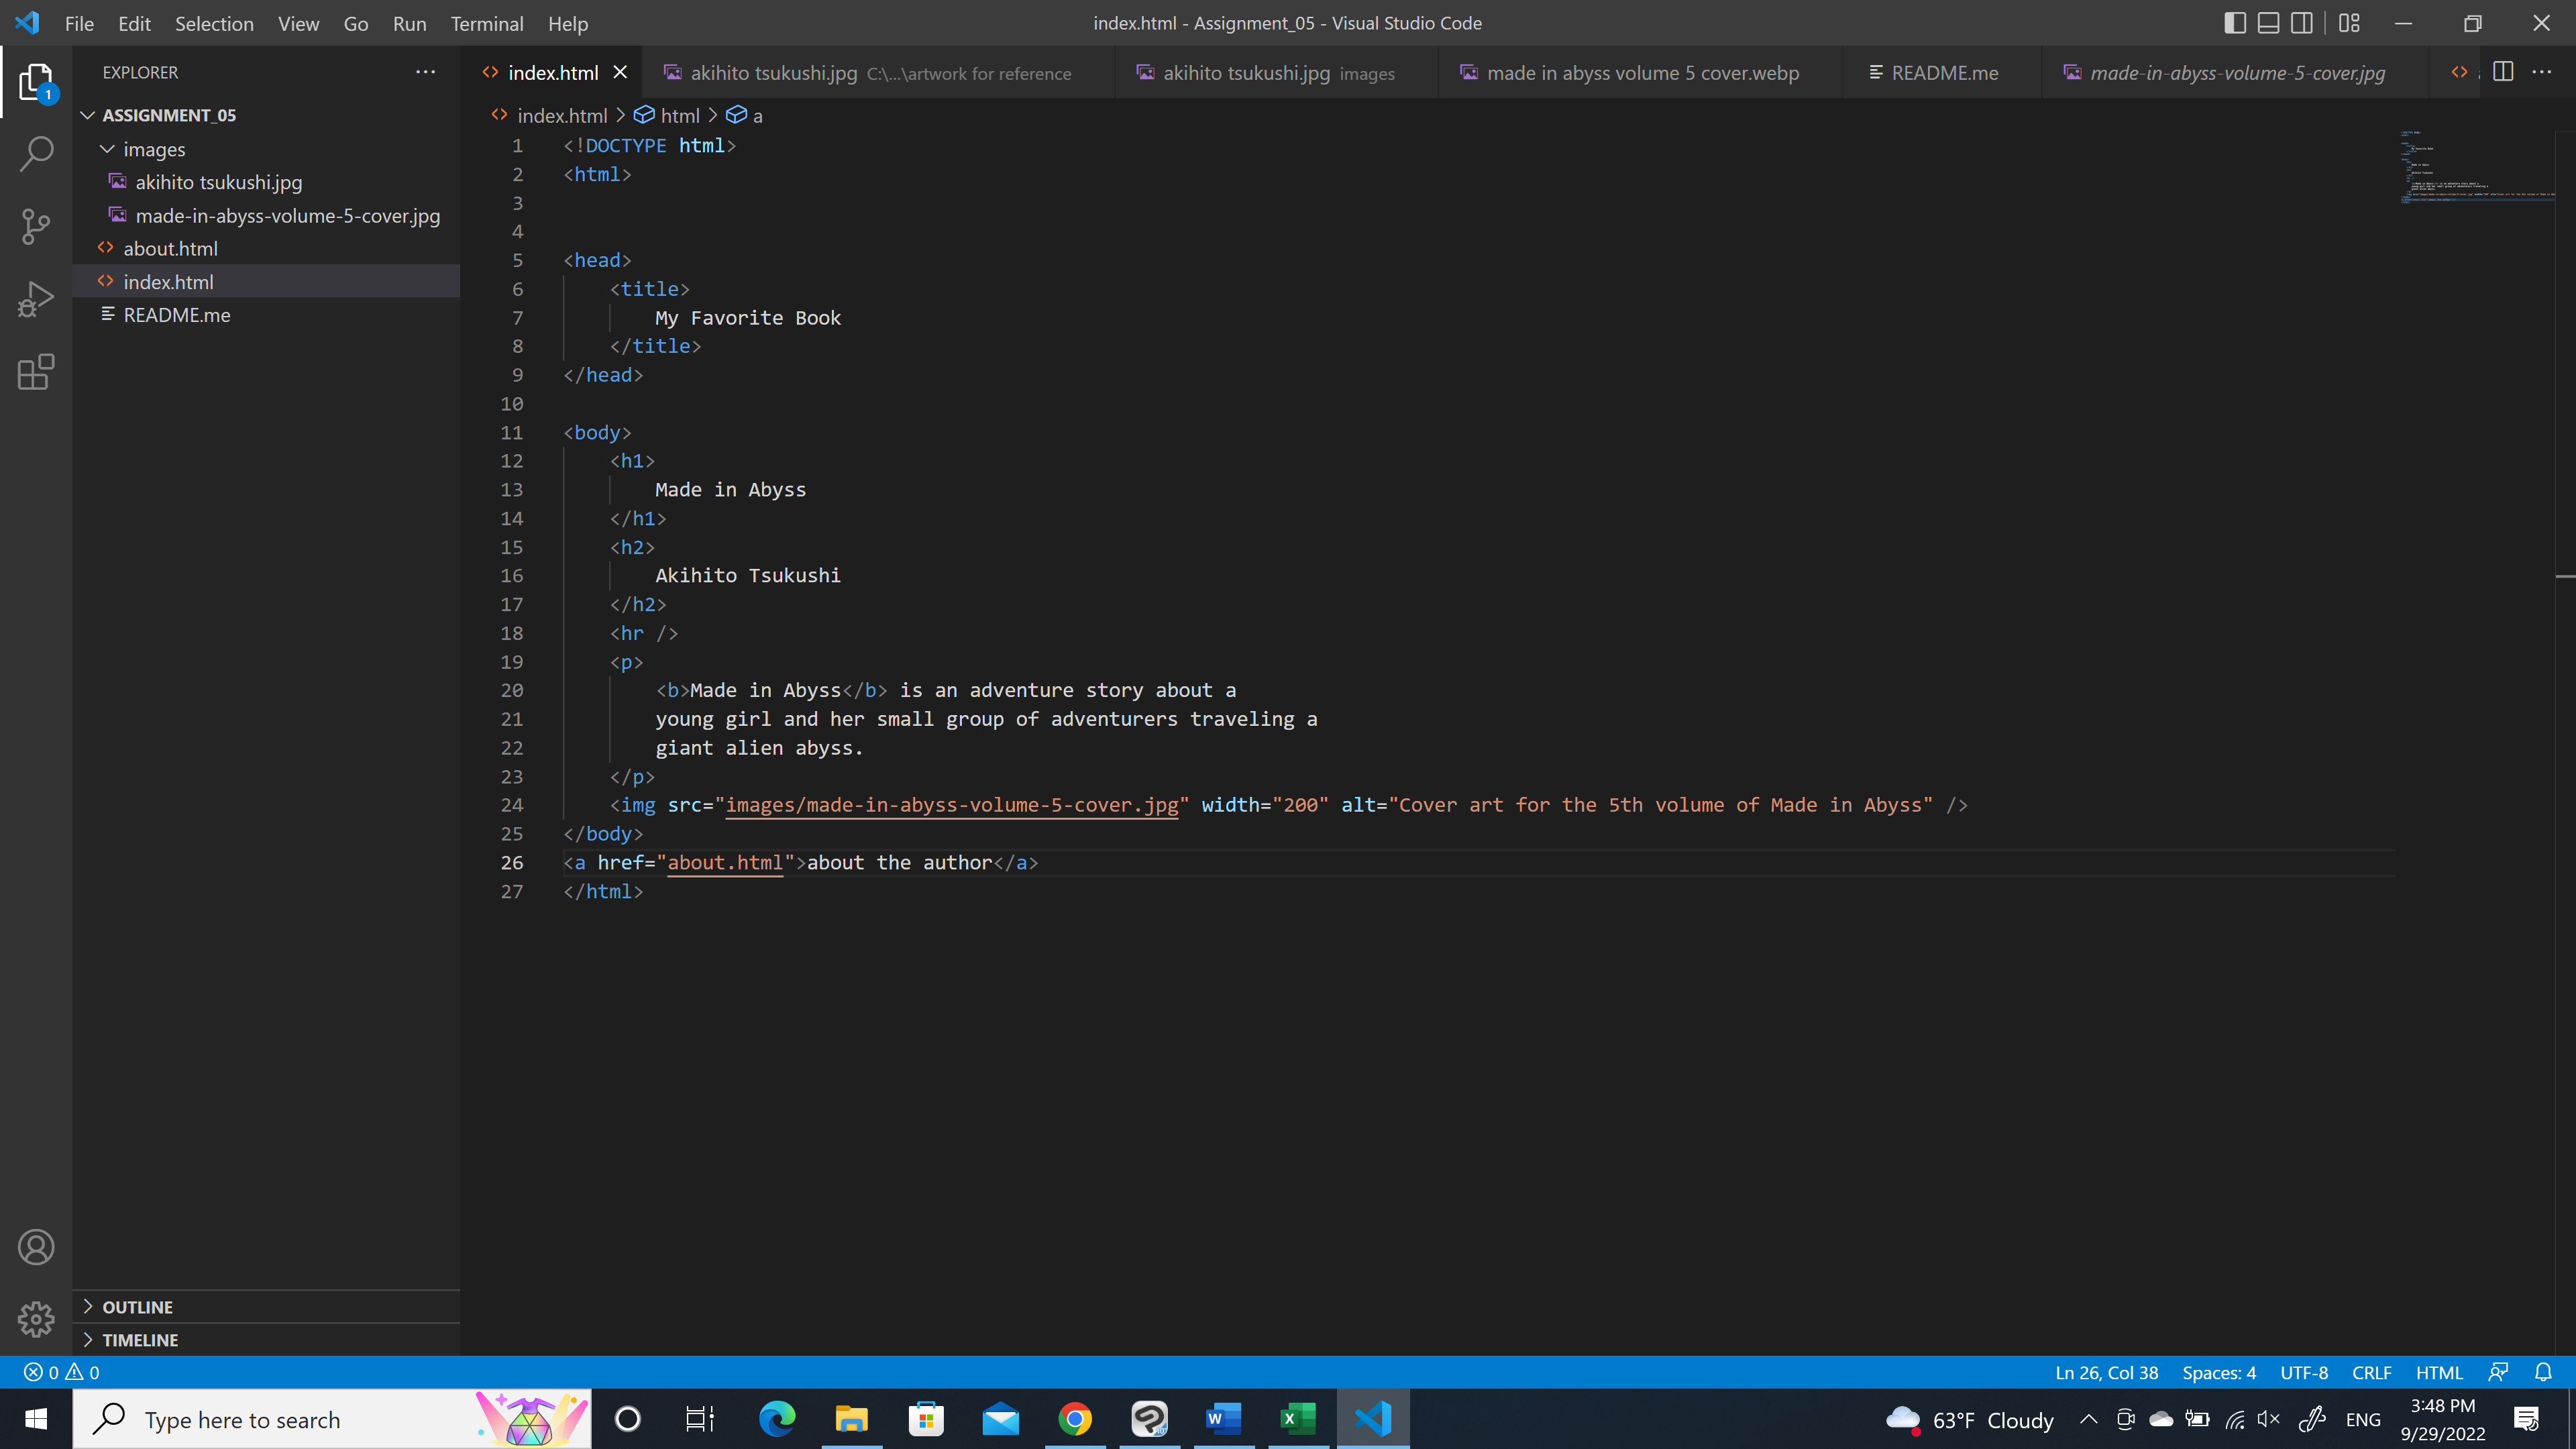 File Edit Selection View Go Run Terminal Help index.html - Assignment_05 - Visual Studio Code
EXPLORER
index.html akihito tsukushi.jpg C:\...\artwork for reference akihito tsukushi.jpg images made in abyss volume 5 cover.webp README.me made-in-abyss-volume-5-cover.jpg
1
ASSIGNMENT_05
images
akihito tsukushi.jpg
made-in-abyss-volume-5-cover.jpg
about.html
index.html
README.me
index.html > html > a
1 <!DOCTYPE html>
2 <html>
3
4
5 <head>
6     <title>
7         My Favorite Book
8     </title>
9 </head>
10
11 <body>
12     <h1>
13         Made in Abyss
14     </h1>
15     <h2>
16         Akihito Tsukushi
17     </h2>
18     <hr />
19     <p>
20         <b>Made in Abyss</b> is an adventure story about a
21         young girl and her small group of adventurers traveling a
22         giant alien abyss.
23     </p>
24     <img src="images/made-in-abyss-volume-5-cover.jpg" width="200" alt="Cover art for the 5th volume of Made in Abyss" />
25 </body>
26 <a href="about.html">about the author</a>
27 </html>
OUTLINE
TIMELINE
0 0 Ln 26, Col 38 Spaces: 4 UTF-8 CRLF HTML
Type here to search 63°F Cloudy ENG 3:48 PM
9/29/2022